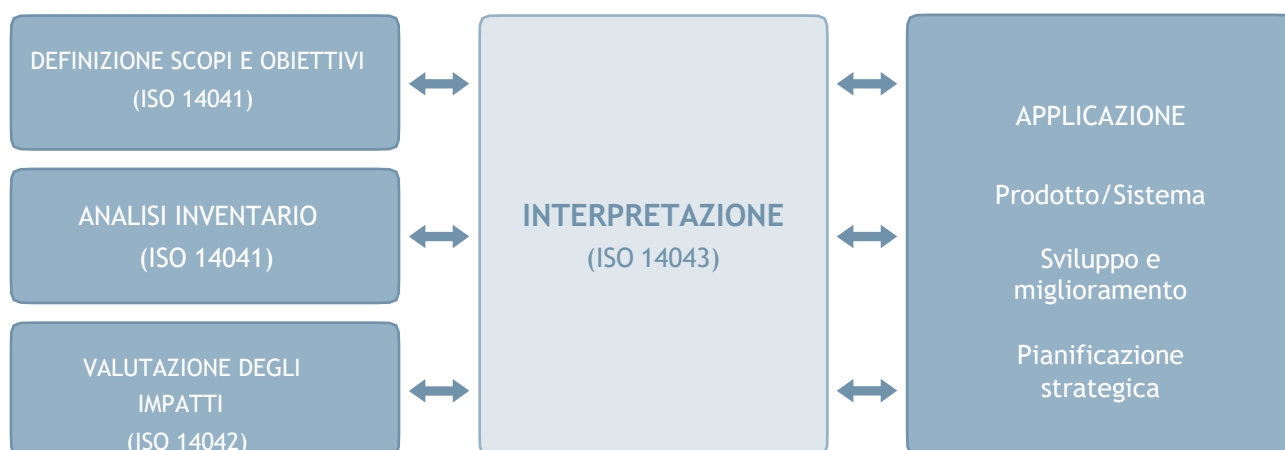 DEFINIZIONE SCOPI E OBIETTIVI
(ISO 14041)
ANALISI INVENTARIO
(ISO 14041)
VALUTAZIONE DEGLI
IMPATTI
(ISO 14042)
INTERPRETAZIONE
(ISO 14043)
APPLICAZIONE
Prodotto/Sistema
Sviluppo e
miglioramento
Pianificazione
strategica